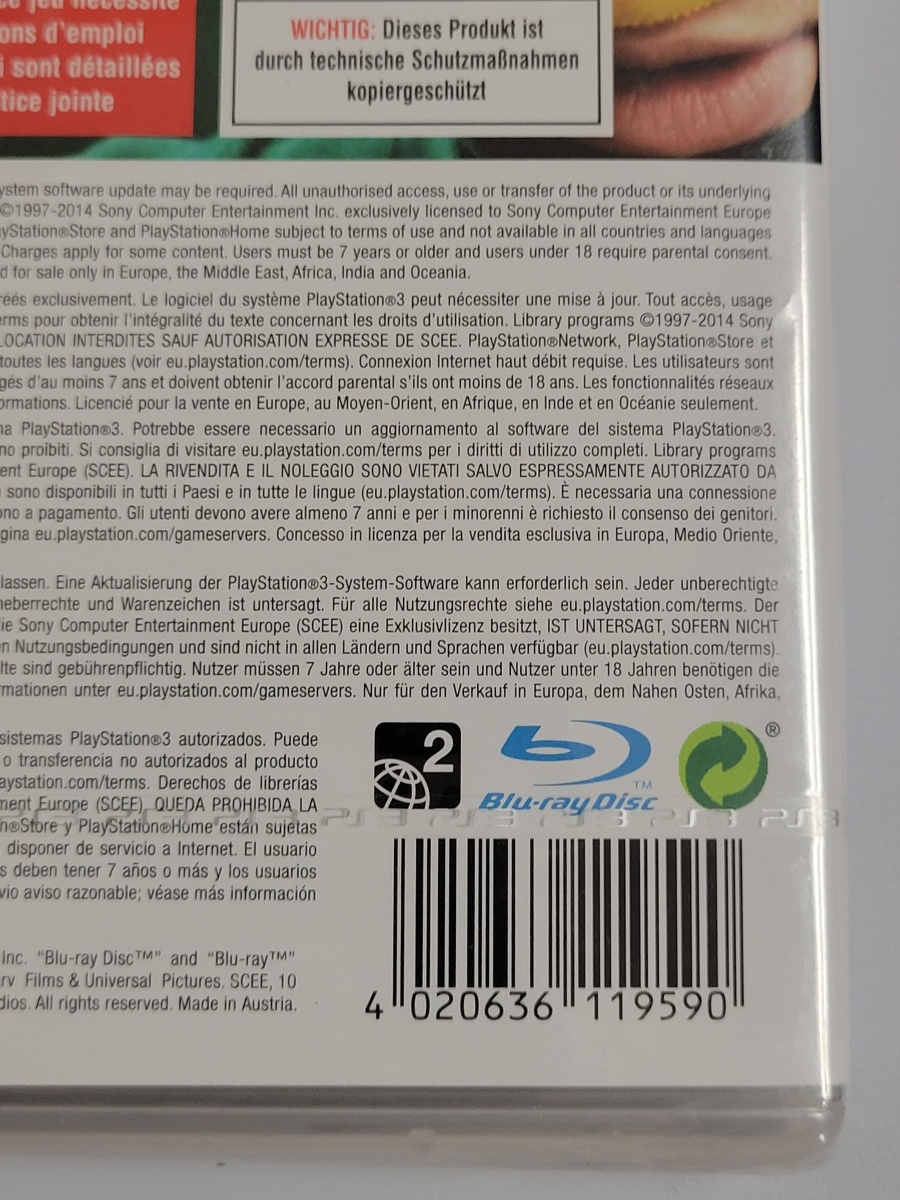 ce jeu nécessite
ons d'emploi
i sont détaillées
tice jointe
WICHTIG: Dieses Produkt ist
durch technische Schutzmaßnahmen
kopiergeschützt
ystem software update may be required. All unauthorised access, use or transfer of the product or its underlying
©1997-2014 Sony Computer Entertainment Inc. exclusively licensed to Sony Computer Entertainment Europe
yStation®Store and PlayStation®Home subject to terms of use and not available in all countries and languages
Charges apply for some content. Users must be 7 years or older and users under 18 require parental consent.
d for sale only in Europe, the Middle East, Africa, India and Oceania.
réés exclusivement. Le logiciel du système PlayStation®3 peut nécessiter une mise à jour. Tout accès, usage
erms pour obtenir l'intégralité du texte concernant les droits d'utilisation. Library programs ©1997-2014 Sony
LOCATION INTERDITES SAUF AUTORISATION EXPRESSE DE SCEE. PlayStation®Network, PlayStation®Store et
toutes les langues (voir eu.playstation.com/terms). Connexion Internet haut débit requise. Les utilisateurs sont
gés d'au moins 7 ans et doivent obtenir l'accord parental s'ils ont moins de 18 ans. Les fonctionnalités réseaux
ormations. Licencié pour la vente en Europe, au Moyen-Orient, en Afrique, en Inde et en Océanie seulement.
ma PlayStation®3. Potrebbe essere necessario un aggiornamento al software del sistema PlayStation®3.
no proibiti. Si consiglia di visitare eu.playstation.com/terms per i diritti di utilizzo completi. Library programs
ent Europe (SCEE). LA RIVENDITA E IL NOLEGGIO SONO VIETATI SALVO ESPRESSAMENTE AUTORIZZATO DA
sono disponibili in tutti i Paesi e in tutte le lingue (eu.playstation.com/terms). È necessaria una connessione
ono a pagamento. Gli utenti devono avere almeno 7 anni e per i minorenni è richiesto il consenso dei genitori.
gina eu.playstation.com/gameservers. Concesso in licenza per la vendita esclusiva in Europa, Medio Oriente,
lassen. Eine Aktualisierung der PlayStation®3-System-Software kann erforderlich sein. Jeder unberechtigte
heberrechte und Warenzeichen ist untersagt. Für alle Nutzungsrechte siehe eu.playstation.com/terms. Der
ie Sony Computer Entertainment Europe (SCEE) eine Exklusivlizenz besitzt, IST UNTERSAGT, SOFERN NICHT
n Nutzungsbedingungen und sind nicht in allen Ländern und Sprachen verfügbar (eu.playstation.com/terms).
lte sind gebührenpflichtig. Nutzer müssen 7 Jahre oder älter sein und Nutzer unter 18 Jahren benötigen die
rmationen unter eu.playstation.com/gameservers. Nur für den Verkauf in Europa, dem Nahen Osten, Afrika,
sistemas PlayStation®3 autorizados. Puede
o transferencia no autorizados al producto
aystation.com/terms. Derechos de librerías
ment Europe (SCEE). QUEDA PROHIBIDA LA
n®Store y PlayStation®Home están sujetas
disponer de servicio a Internet. El usuario
s deben tener 7 años o más y los usuarios
vio aviso razonable; véase más información
Inc. "Blu-ray Disc™" and "Blu-ray™"
rv Films & Universal Pictures. SCEE, 10
dios. All rights reserved. Made in Austria.
2
Blu-ray Disc™
®
PS3 PS3 PS3 PS3
4 020636 119590